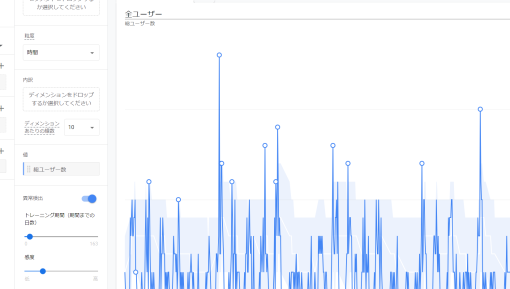 か選択してください
粒度
時間
内訳
ディメンションをドロップ
するか選択してください
ディメンション
あたりの線数
10
値
総ユーザー数
異常検出
トレーニング期間（期間までの
日数）
感度
低
高
全ユーザー
総ユーザー数